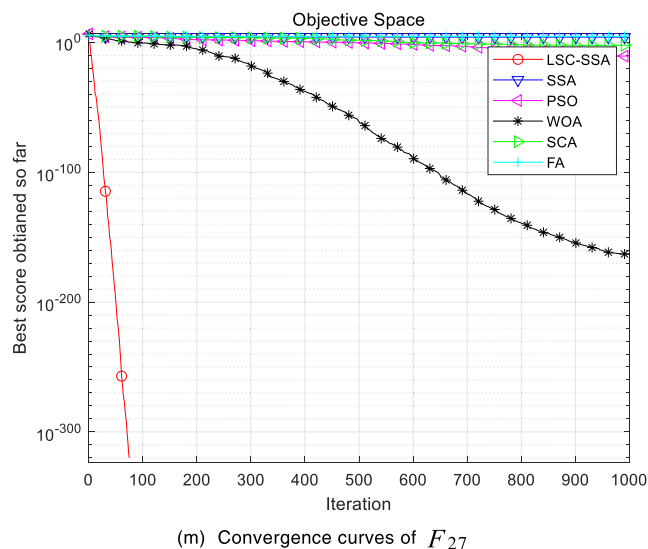 Objective Space
10^0
10^-100
10^-200
10^-300
Best score obtianed so far
0 100 200 300 400 500 600 700 800 900 1000
Iteration
LSC-SSA
SSA
PSO
WOA
SCA
FA
(m) Convergence curves of F_27